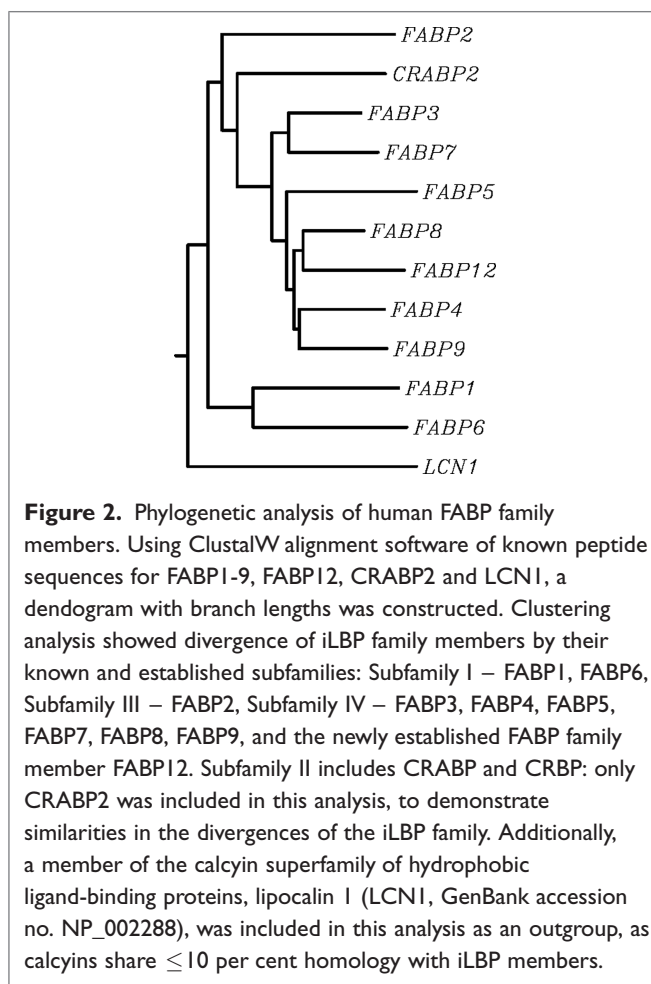 FABP2
CRABP2
FABP3
FABP7
FABP5
FABP8
FABP12
FABP4
FABP9
FABP1
FABP6
LCN1
Figure 2. Phylogenetic analysis of human FABP family
members. Using ClustalW alignment software of known peptide
sequences for FABP1-9, FABP12, CRABP2 and LCN1, a
dendogram with branch lengths was constructed. Clustering
analysis showed divergence of iLBP family members by their
known and established subfamilies: Subfamily I – FABP1, FABP6,
Subfamily III – FABP2, Subfamily IV – FABP3, FABP4, FABP5,
FABP7, FABP8, FABP9, and the newly established FABP family
member FABP12. Subfamily II includes CRABP and CRBP: only
CRABP2 was included in this analysis, to demonstrate
similarities in the divergences of the iLBP family. Additionally,
a member of the calcyin superfamily of hydrophobic
ligand-binding proteins, lipocalin 1 (LCN1, GenBank accession
no. NP_002288), was included in this analysis as an outgroup, as
calcyins share ≤10 per cent homology with iLBP members.